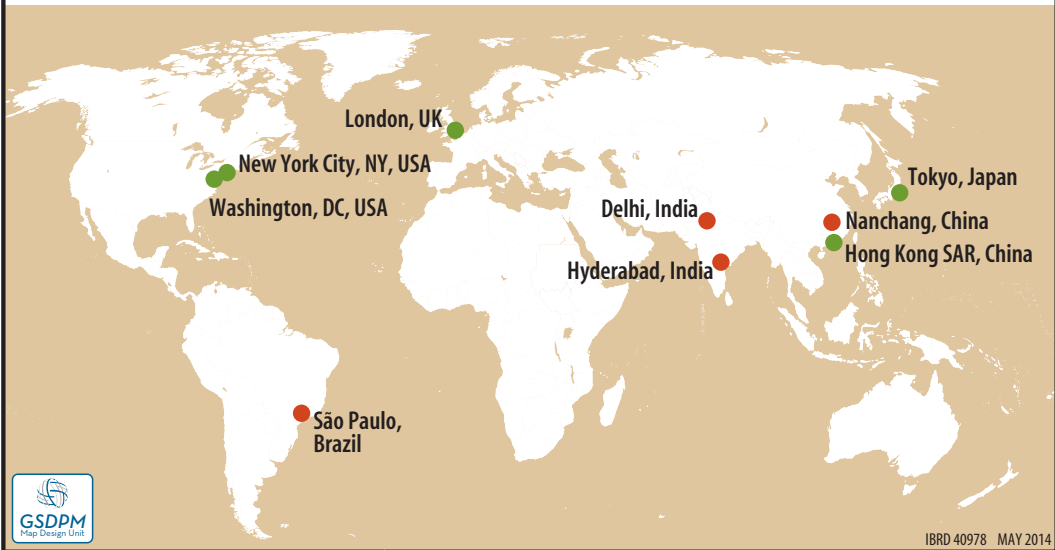 London, UK
New York City, NY, USA
Washington, DC, USA
Tokyo, Japan
Delhi, India
Nanchang, China
Hong Kong SAR, China
Hyderabad, India
São Paulo,
Brazil
GSDPM
Map Design Unit
IBRD 40978 MAY 2014